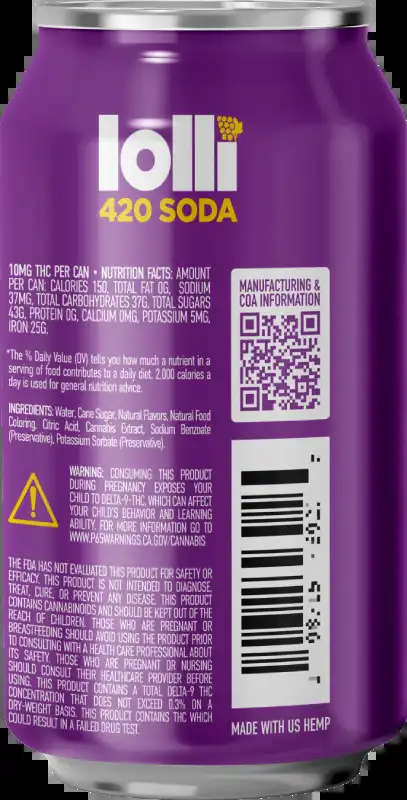 lolli
420 SODA
10MG THC PER CAN • NUTRITION FACTS: AMOUNT
PER CAN: CALORIES 150, TOTAL FAT 0G, SODIUM
37MG, TOTAL CARBOHYDRATES 37G, TOTAL SUGARS
43G, PROTEIN 0G, CALCIUM 0MG, POTASSIUM 5MG,
IRON 25G.
*The % Daily Value (DV) tells you how much a nutrient in a
serving of food contributes to a daily diet. 2,000 calories a
day is used for general nutrition advice.
INGREDIENTS: Water, Cane Sugar, Natural Flavors, Natural Food
Coloring, Citric Acid, Cannabis Extract, Sodium Benzoate
(Preservative), Potassium Sorbate (Preservative).
WARNING: CONSUMING THIS PRODUCT
DURING PREGNANCY EXPOSES YOUR
CHILD TO DELTA-9-THC, WHICH CAN AFFECT
YOUR CHILD'S BEHAVIOR AND LEARNING
ABILITY. FOR MORE INFORMATION GO TO
WWW.P65WARNINGS.CA.GOV/CANNABIS
THE FDA HAS NOT EVALUATED THIS PRODUCT FOR SAFETY OR
EFFICACY. THIS PRODUCT IS NOT INTENDED TO DIAGNOSE,
TREAT, CURE, OR PREVENT ANY DISEASE. THIS PRODUCT
CONTAINS CANNABINOIDS AND SHOULD BE KEPT OUT OF THE
REACH OF CHILDREN. THOSE WHO ARE PREGNANT OR
BREASTFEEDING SHOULD AVOID USING THE PRODUCT PRIOR
TO CONSULTING WITH A HEALTH CARE PROFESSIONAL ABOUT
ITS SAFETY. THOSE WHO ARE PREGNANT OR NURSING
SHOULD CONSULT THEIR HEALTHCARE PROVIDER BEFORE
USING. THIS PRODUCT CONTAINS A TOTAL DELTA-9 THC
CONCENTRATION THAT DOES NOT EXCEED 0.3% ON A
DRY-WEIGHT BASIS. THIS PRODUCT CONTAINS THC WHICH
COULD RESULT IN A FAILED DRUG TEST.
MANUFACTURING &
COA INFORMATION
MADE WITH US HEMP